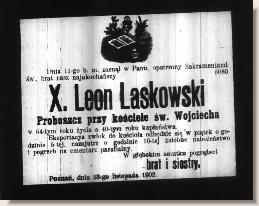 Dnia 11-go b. m. zasnął w Panu, opatrzony Sakramentami
św., brat nasz najukochańszy 5080
X. Leon Laskowski
Proboszcz przy kościele św. Wojciecha
w 64-tym roku życia a 40-tym roku kapłaństwa.
Eksportacya zwłok do kościoła odbędzie się w piątek o go-
dzinie 5-tej, nazajutrz o godzinie 10-tej żałobne nabożeństwo
i pogrzeb na cmentarz parafialny.
W głębokim smutku pogrążeni
brat i siostry.
Poznań, dnia 13-go listopada 1902.